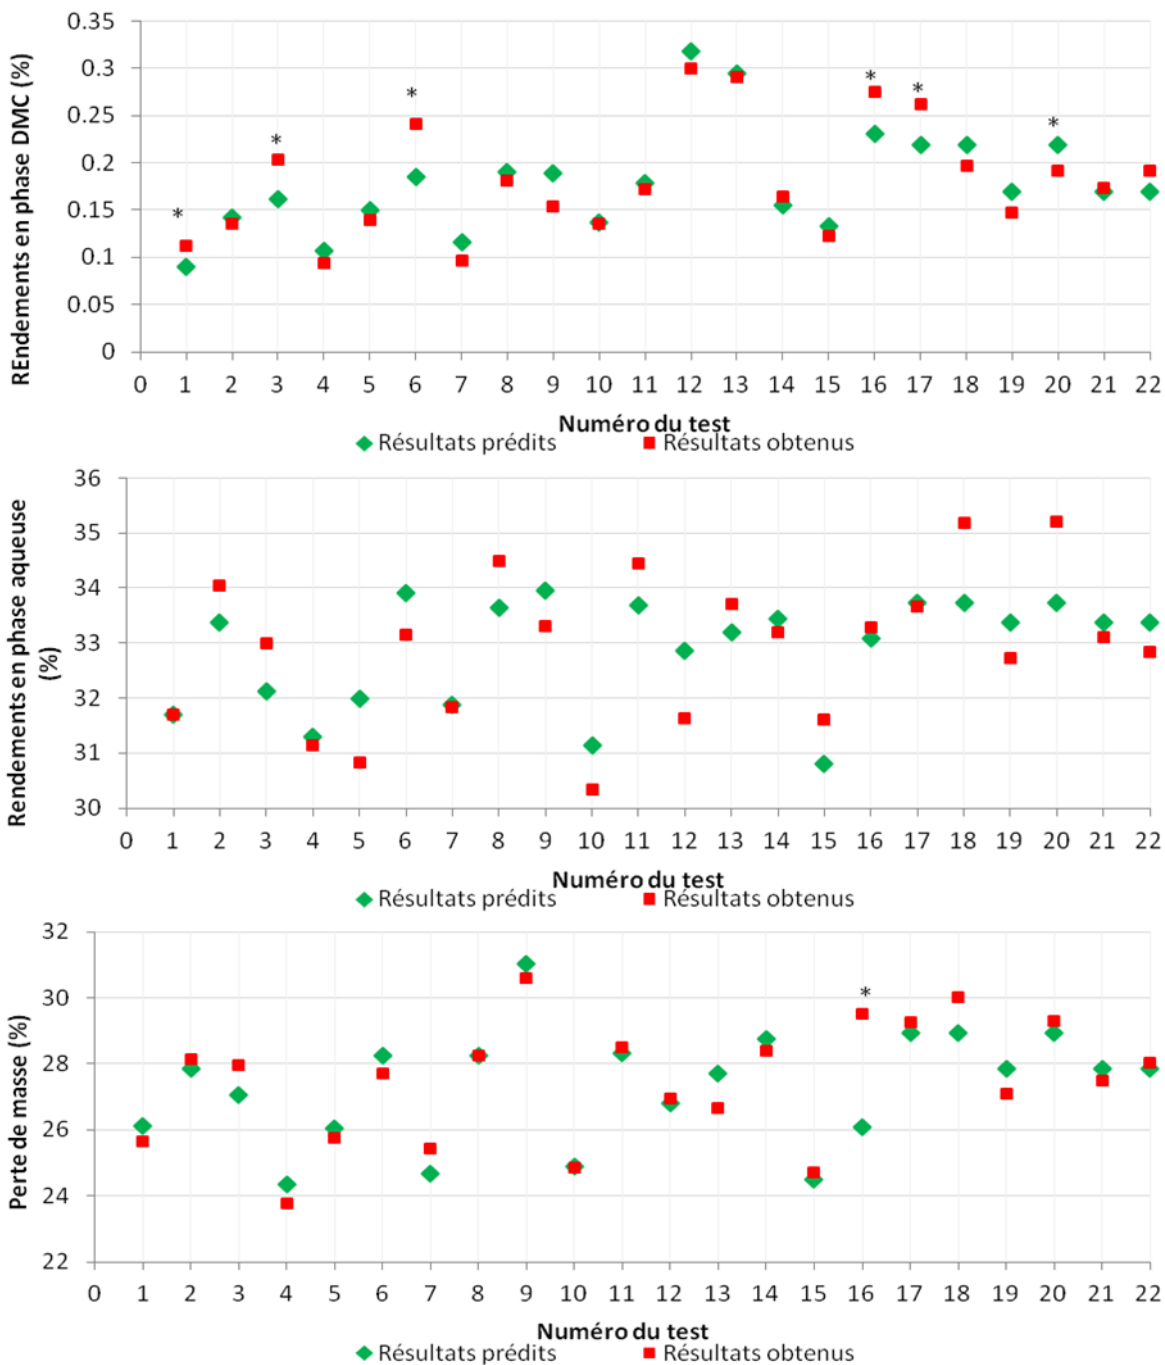 REndements en phase DMC (%)
0.35
0.3
0.25
0.2
0.15
0.1
0.05
0
* * * * * *
0 1 2 3 4 5 6 7 8 9 10 11 12 13 14 15 16 17 18 19 20 21 22
Numéro du test
Résultats prédits Résultats obtenus
Rendements en phase aqueuse
(%)
36
35
34
33
32
31
30
0 1 2 3 4 5 6 7 8 9 10 11 12 13 14 15 16 17 18 19 20 21 22
Numéro du test
Résultats prédits Résultats obtenus
Perte de masse (%)
32
30
28
26
24
22
*
0 1 2 3 4 5 6 7 8 9 10 11 12 13 14 15 16 17 18 19 20 21 22
Numéro du test
Résultats prédits Résultats obtenus